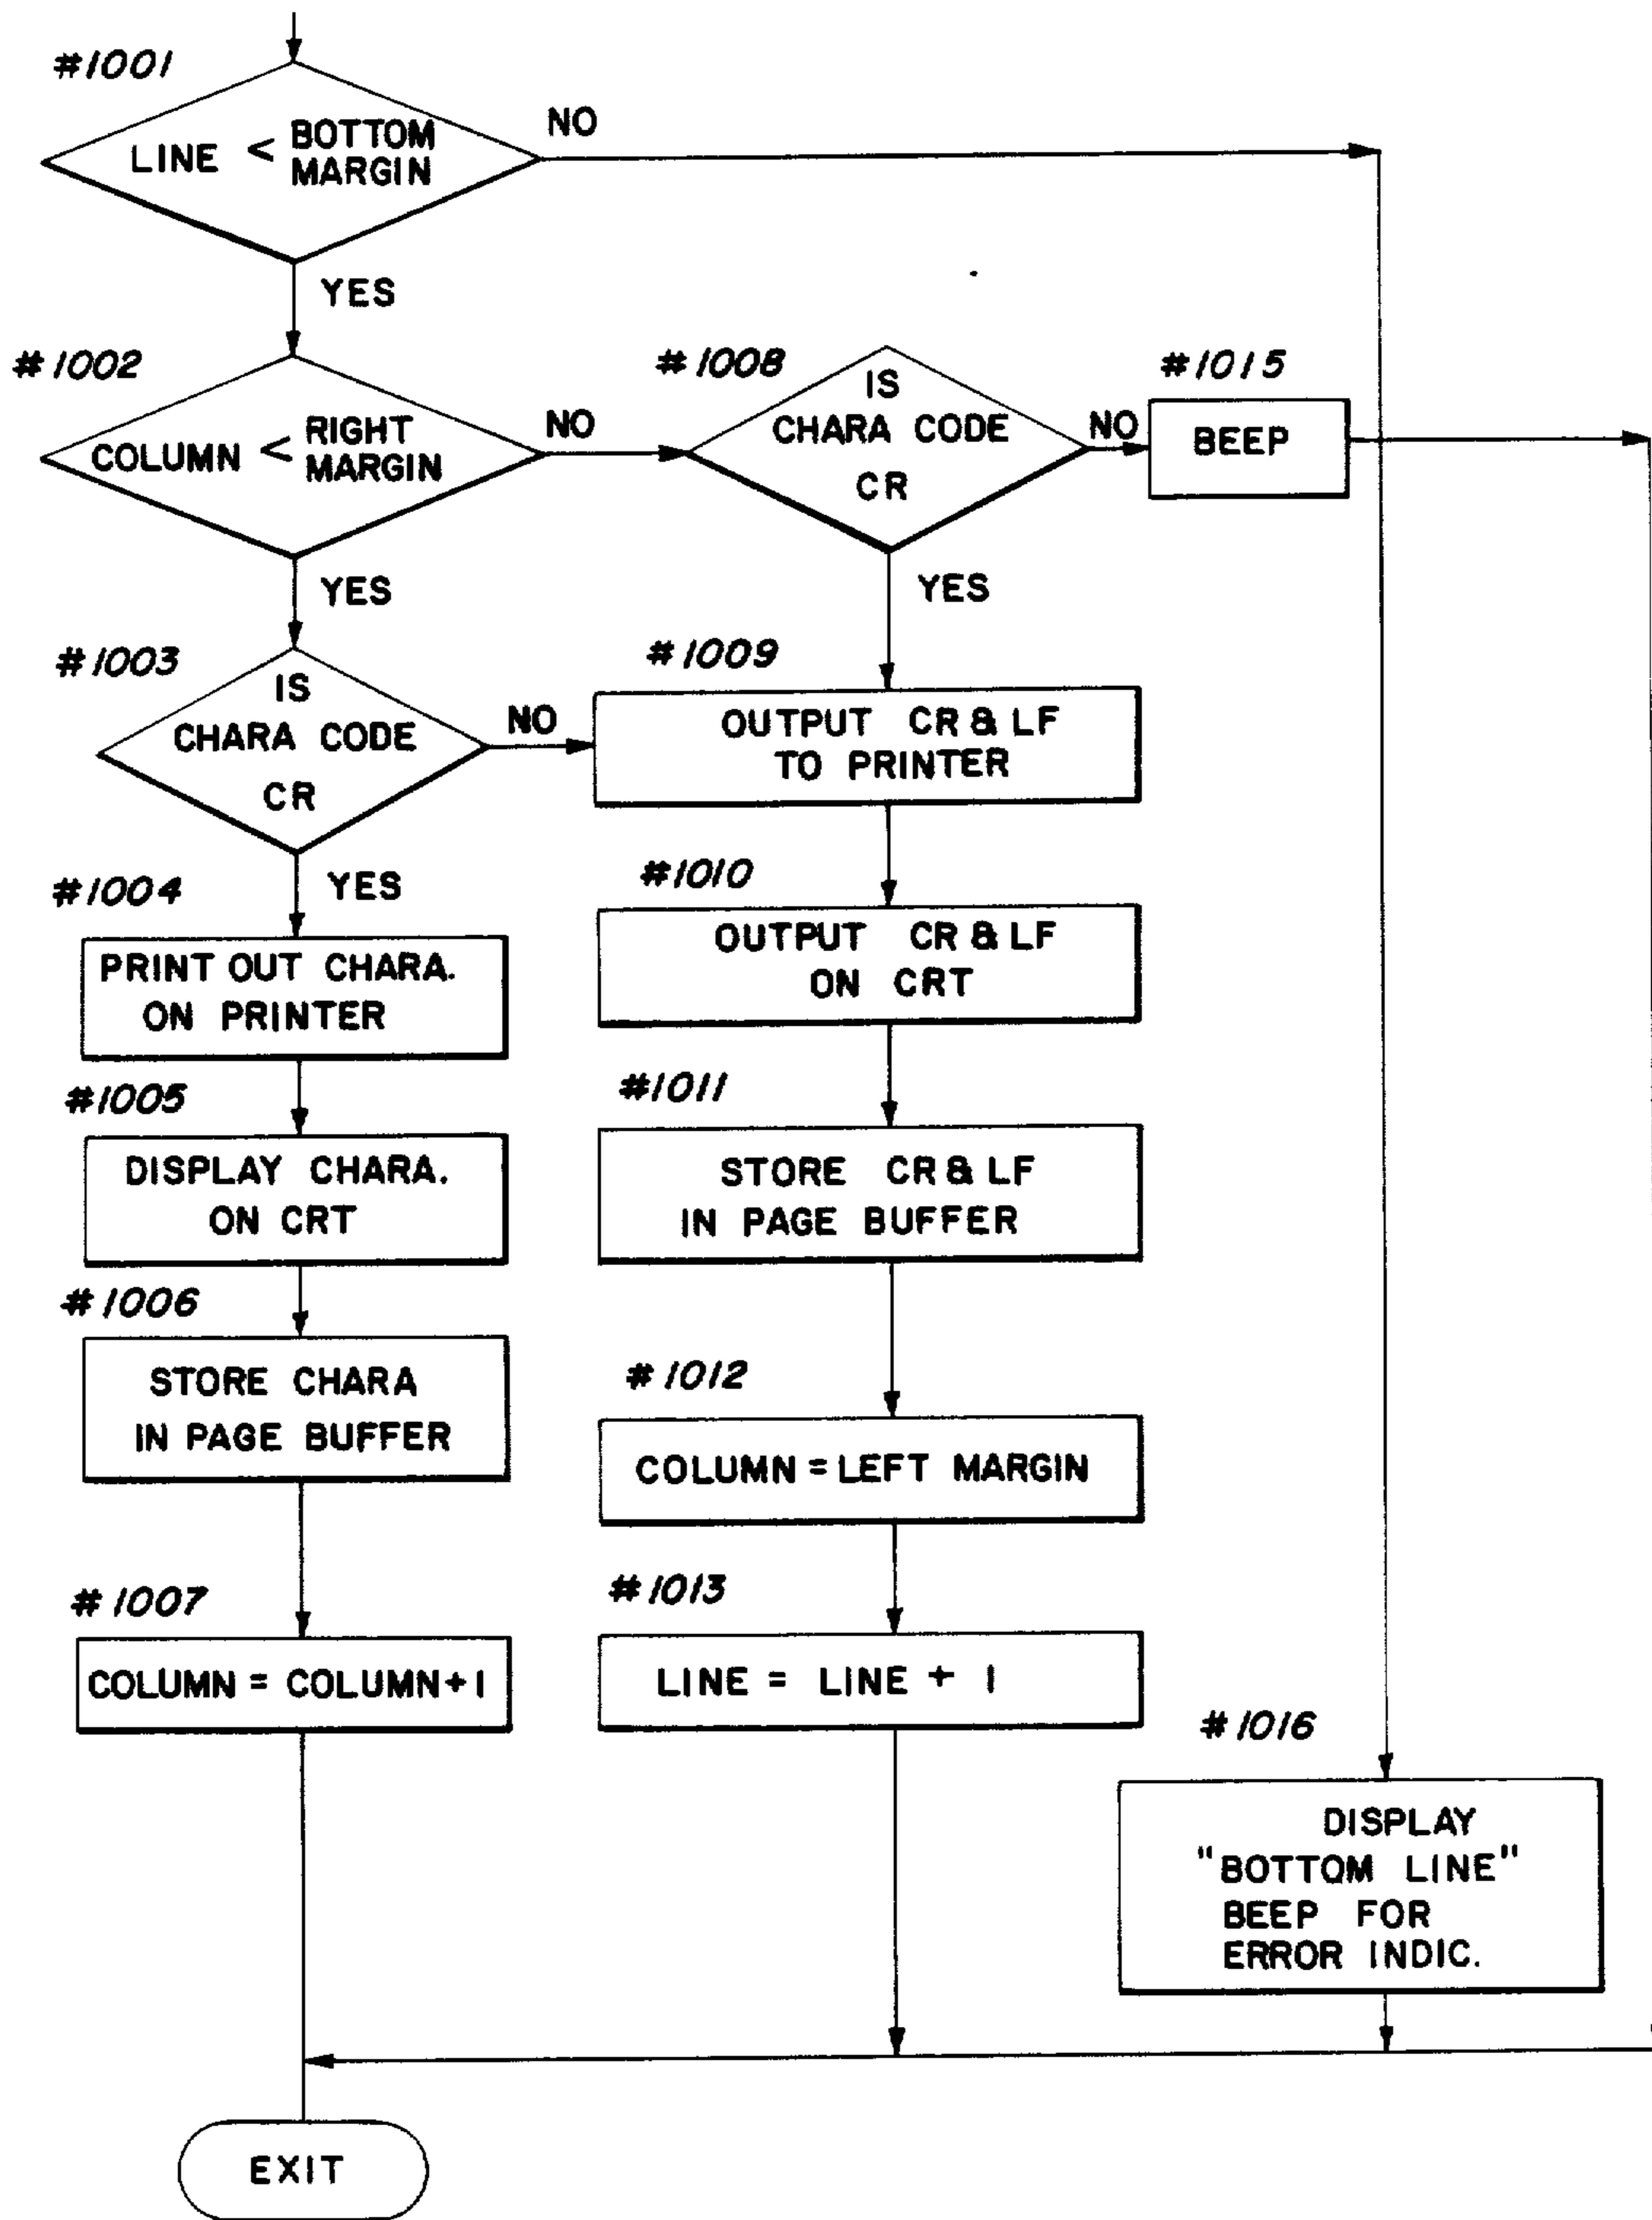 #1001
LINE < BOTTOM
MARGIN
NO
YES
#1002
COLUMN < RIGHT
MARGIN
NO
#1008
IS
CHARA CODE
CR
NO
#1015
BEEP
YES
YES
#1003
IS
CHARA CODE
CR
NO
YES
#1009
OUTPUT CR & LF
TO PRINTER
#1004
PRINT OUT CHARA.
ON PRINTER
#1010
OUTPUT CR & LF
ON CRT
#1005
DISPLAY CHARA.
ON CRT
#1011
STORE CR & LF
IN PAGE BUFFER
#1006
STORE CHARA
IN PAGE BUFFER
#1012
COLUMN = LEFT MARGIN
#1007
COLUMN = COLUMN+1
#1013
LINE = LINE + 1
#1016
DISPLAY
"BOTTOM LINE"
BEEP FOR
ERROR INDIC.
EXIT